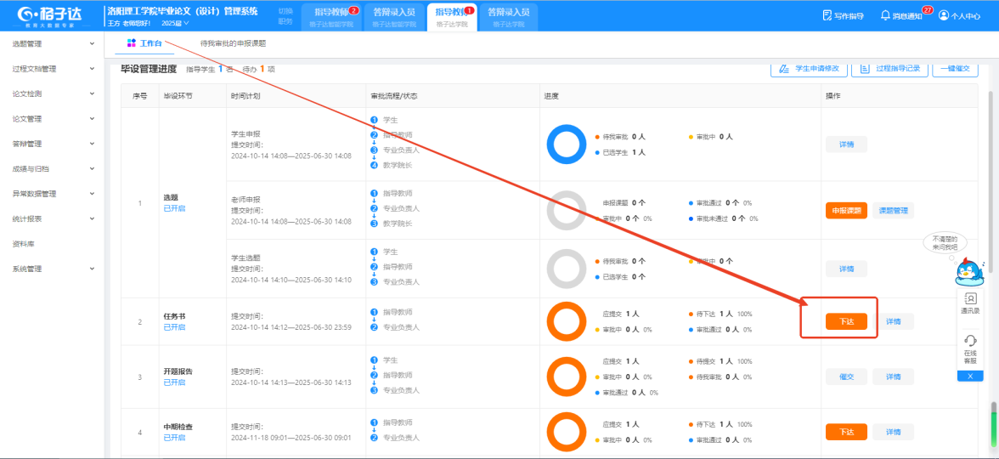 格子达
教育大数据专家
洛阳理工学院毕业论文（设计）管理系统
王方 老师您好! 2025届
切换
职务
指导教师 2
格子达智能学院
答辩录入员
格子达智能学院
指导教师 1
格子达学院
答辩录入员
格子达学院
写作指导
消息通知 27
个人中心
选题管理
过程文档管理
论文检测
论文管理
答辩管理
成绩与归档
异常数据管理
统计报表
资料库
系统管理
工作台
待我审批的申报课题
毕设管理进度 指导学生 1 名 待办 1 项
学生申请修改
过程指导记录
一键催交
序号 毕设环节 时间计划 审批流程/状态 进度 操作
1
选题
已开启
学生申报
提交时间:
2024-10-14 14:08—2025-06-30 14:08
1 学生
2 指导教师
3 专业负责人
4 教学院长
待我审批 0 人 审批中 0 人
已选学生 1 人
详情
老师申报
提交时间:
2024-10-14 14:08—2025-06-30 14:08
1 指导教师
2 专业负责人
3 教学院长
申报课题 0 个 审批通过 0 个 0%
审批中 0 个 0% 审批未通过 0 个 0%
申报课题 课题管理
学生选题
提交时间:
2024-10-14 14:10—2025-06-30 14:10
1 学生
2 指导教师
3 专业负责人
待我审批 0 个 审批中 0 个
已选学生 0 个
详情
2
任务书
已开启
提交时间:
2024-10-14 14:12—2025-06-30 23:59
1 指导教师
2 专业负责人
应提交 1 人 待下达 1 人 100%
审批中 0 人 0% 审批通过 0 人 0%
下达 详情
3
开题报告
已开启
提交时间:
2024-10-14 14:13—2025-06-30 14:13
1 学生
2 指导教师
3 专业负责人
应提交 1 人 待提交 1 人 100%
审批中 0 人 0% 待我审批 0 人 0%
审批通过 0 人 0%
催交 详情
4
中期检查
已开启
提交时间:
2024-11-18 09:01—2025-06-30 09:01
1 指导教师
2 专业负责人
应提交 1 人 待下达 1 人 100%
审批中 0 人 0% 审批通过 0 人 0%
下达 详情
不清楚的
来问我吧
通讯录
在线
客服
X